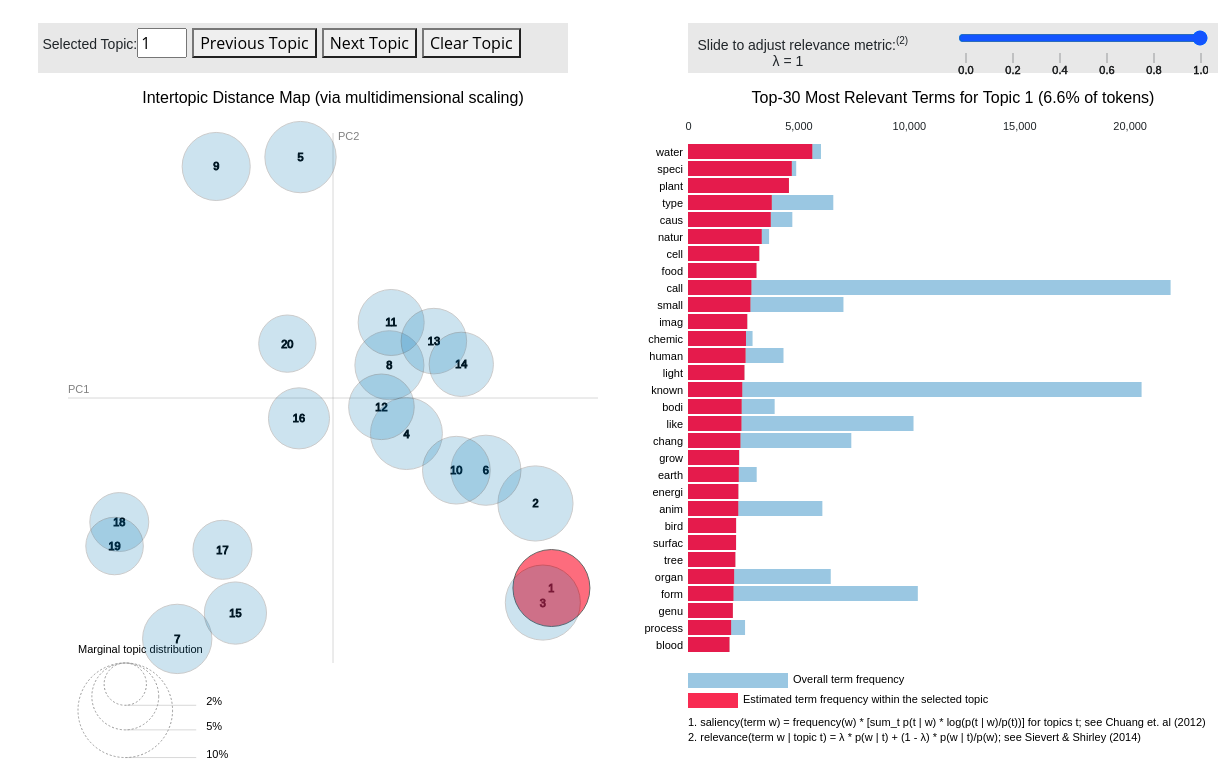 Selected Topic: 1 Previous Topic Next Topic Clear Topic
Slide to adjust relevance metric:(2)
λ = 1
0.0 0.2 0.4 0.6 0.8 1.0
Intertopic Distance Map (via multidimensional scaling)
PC2
PC1
9
5
11
13
20
8
14
12
16
4
10
6
2
18
19
17
1
3
15
7
Marginal topic distribution
2%
5%
10%
Top-30 Most Relevant Terms for Topic 1 (6.6% of tokens)
0 5,000 10,000 15,000 20,000
water
speci
plant
type
caus
natur
cell
food
call
small
imag
chemic
human
light
known
bodi
like
chang
grow
earth
energi
anim
bird
surfac
tree
organ
form
genu
process
blood
Overall term frequency
Estimated term frequency within the selected topic
1. saliency(term w) = frequency(w) * [sum_t p(t | w) * log(p(t | w)/p(t))] for topics t; see Chuang et. al (2012)
2. relevance(term w | topic t) = λ * p(w | t) + (1 - λ) * p(w | t)/p(w); see Sievert & Shirley (2014)